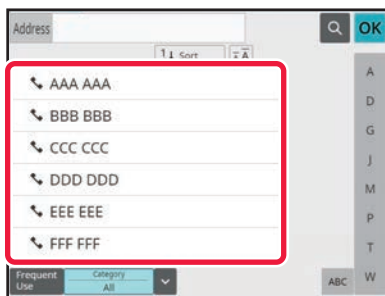 Address
OK
1↓ Sort
A
A
AAA AAA
BBB BBB
CCC CCC
DDD DDD
EEE EEE
FFF FFF
D
G
J
M
P
T
W
Frequent
Use
Category
All
ABC